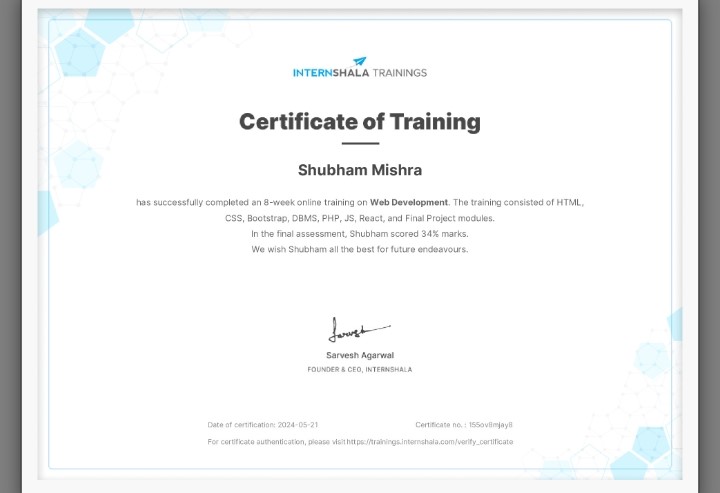 INTERNSHALA TRAININGS
Certificate of Training
Shubham Mishra
has successfully completed an 8-week online training on Web Development. The training consisted of HTML,
CSS, Bootstrap, DBMS, PHP, JS, React, and Final Project modules.
In the final assessment, Shubham scored 34% marks.
We wish Shubham all the best for future endeavours.
Sarvesh
Sarvesh Agarwal
FOUNDER & CEO, INTERNSHALA
Date of certification: 2024-05-21 Certificate no. :
For certificate authentication, please visit https://trainings.internshala.com/verify_certificate